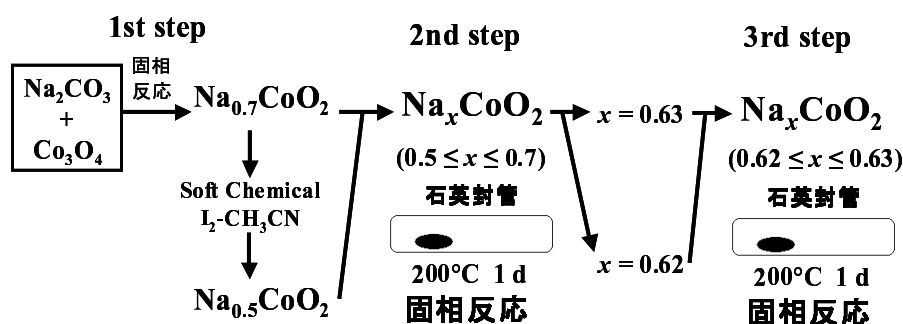 1st step
Na₂CO₃
+
Co₃O₄
固相
反応
Na₀.₇CoO₂
Soft Chemical
I₂-CH₃CN
Na₀.₅CoO₂
2nd step
NaₓCoO₂
(0.5 ≤ x ≤ 0.7)
石英封管
200°C 1 d
固相反応
x = 0.63
x = 0.62
3rd step
NaₓCoO₂
(0.62 ≤ x ≤ 0.63)
石英封管
200°C 1 d
固相反応